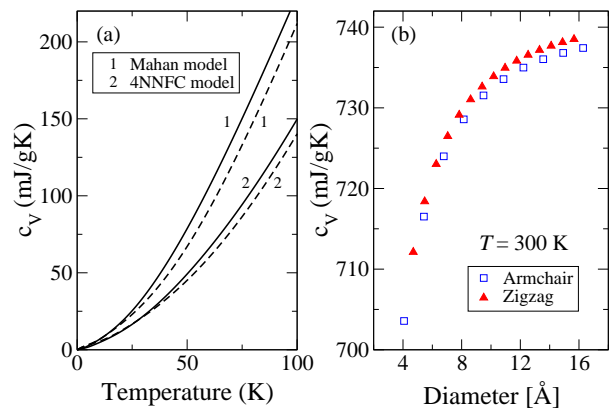 (a)
1 Mahan model
2 4NNFC model
1
1
2
2
c_V (mJ/gK)
0
50
100
150
200
0
50
100
Temperature (K)
(b)
T = 300 K
Armchair
Zigzag
c_V (mJ/gK)
700
710
720
730
740
0
4
8
12
16
Diameter [Å]